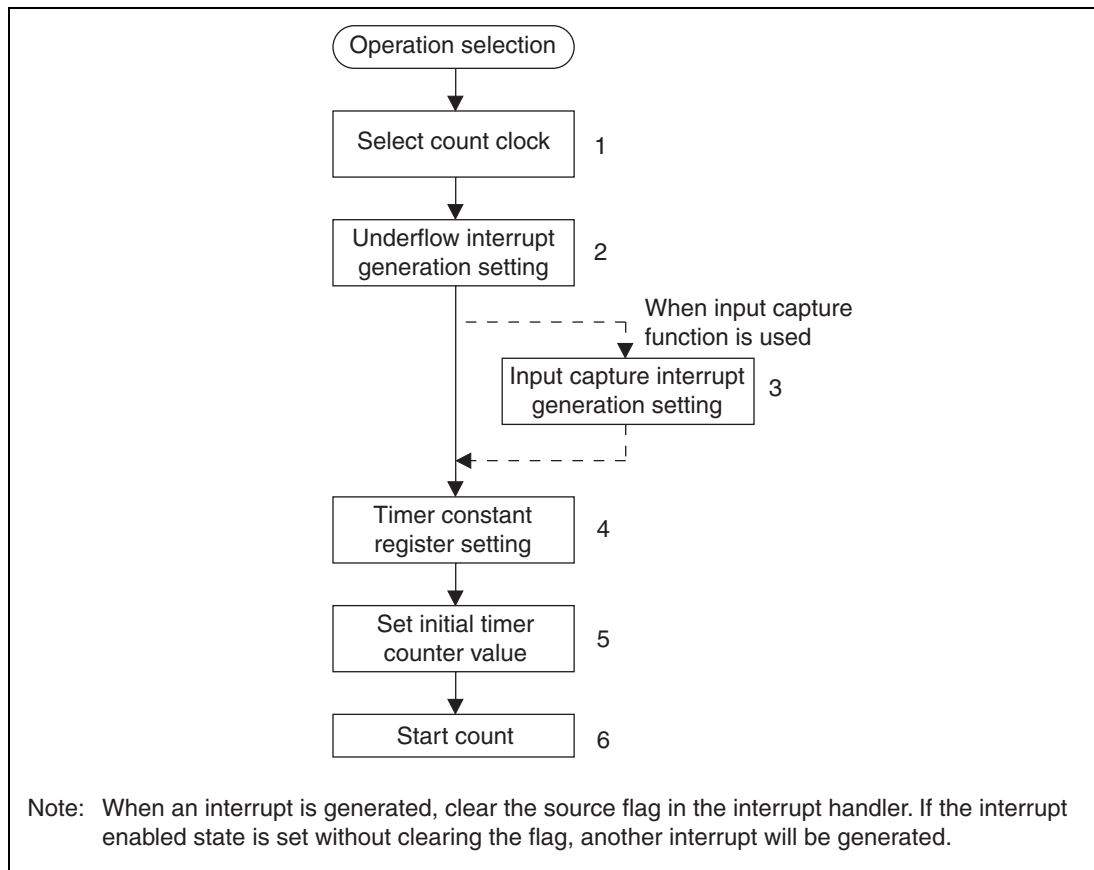 Operation selection
Select count clock
1
Underflow interrupt
generation setting
2
When input capture
function is used
Input capture interrupt
generation setting
3
Timer constant
register setting
4
Set initial timer
counter value
5
Start count
6
Note: When an interrupt is generated, clear the source flag in the interrupt handler. If the interrupt
enabled state is set without clearing the flag, another interrupt will be generated.